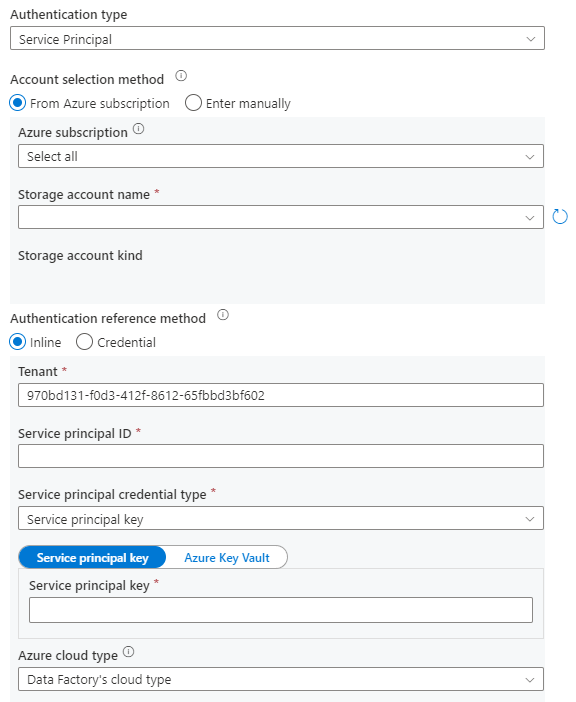 Authentication type
Service Principal
Account selection method
From Azure subscription Enter manually
Azure subscription
Select all
Storage account name *
Storage account kind
Authentication reference method
Inline Credential
Tenant *
970bd131-f0d3-412f-8612-65fbbd3bf602
Service principal ID *
Service principal credential type *
Service principal key
Service principal key Azure Key Vault
Service principal key *
Azure cloud type
Data Factory's cloud type